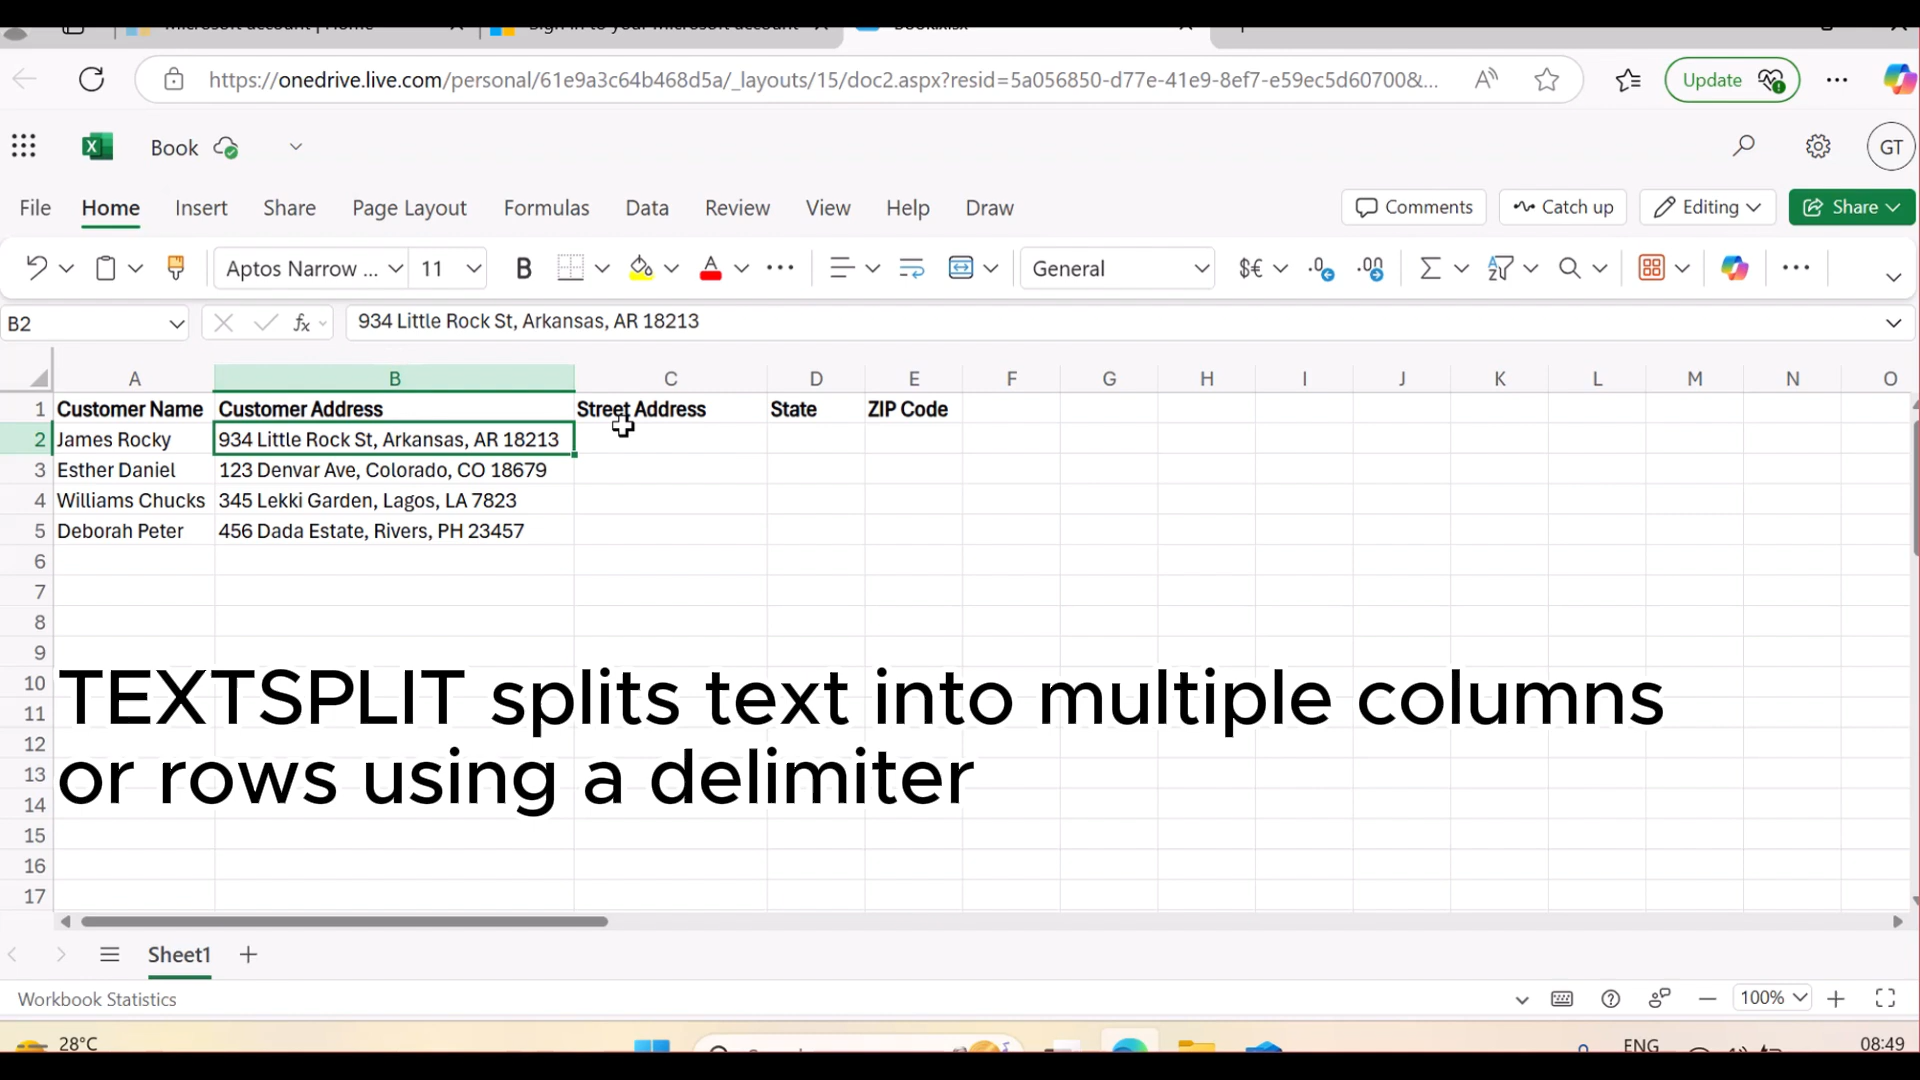 https://onedrive.live.com/personal/61e9a3c64b468d5a/_layouts/15/doc2.aspx?resid=5a056850-d77e-41e9-8ef7-e59ec5d60700&...
Update
Book
GT
File Home Insert Share Page Layout Formulas Data Review View Help Draw
Comments Catch up Editing Share
Aptos Narrow ... 11 B General
B2 fx 934 Little Rock St, Arkansas, AR 18213
A B C D E F G H I J K L M N O
1 Customer Name Customer Address Street Address State ZIP Code
2 James Rocky 934 Little Rock St, Arkansas, AR 18213
3 Esther Daniel 123 Denvar Ave, Colorado, CO 18679
4 Williams Chucks 345 Lekki Garden, Lagos, LA 7823
5 Deborah Peter 456 Dada Estate, Rivers, PH 23457
6
7
8
9
10
11
12
13
14
15
16
17
TEXTSPLIT splits text into multiple columns
or rows using a delimiter
Sheet1
Workbook Statistics
100%
28°C
ENG
08:49